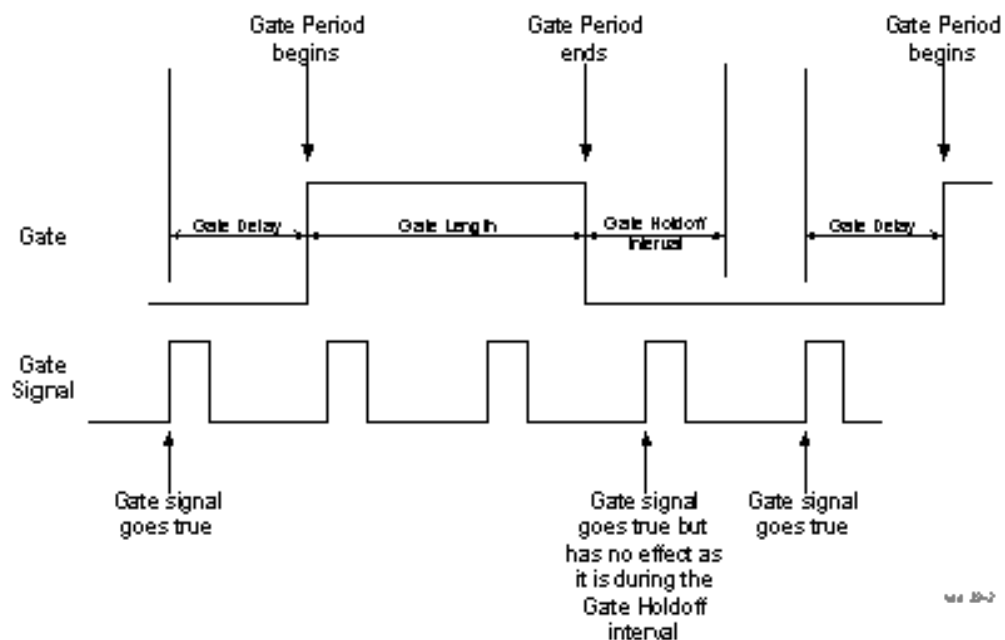 Gate Period
begins
Gate Period
ends
Gate Period
begins
Gate
Gate Delay
Gate Length
Gate Holdoff
interval
Gate Delay
Gate
Signal
Gate signal
goes true
Gate signal
goes true but
has no effect as
it is during the
Gate Holdoff
interval
Gate signal
goes true